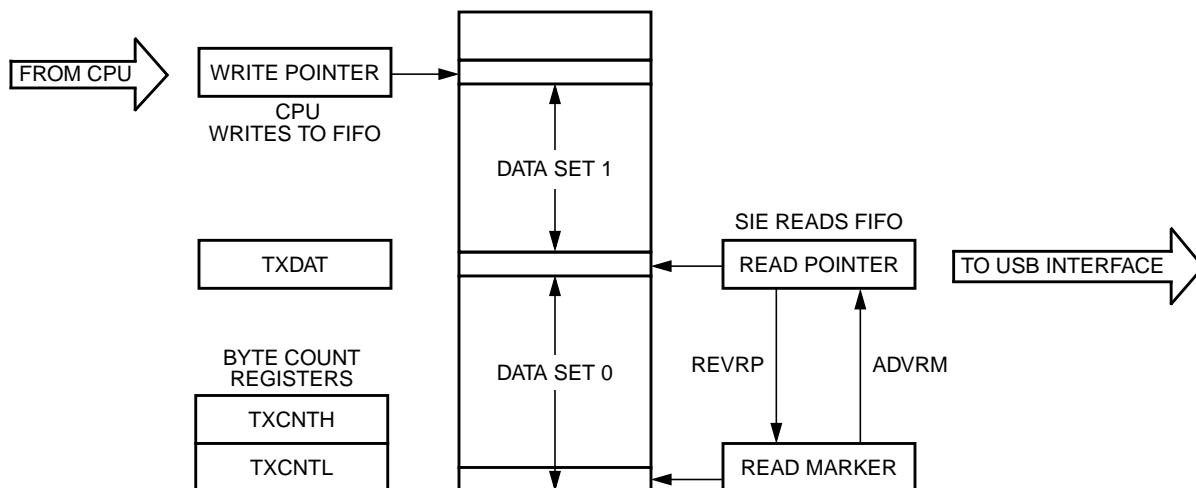 FROM CPU
WRITE POINTER
CPU
WRITES TO FIFO
DATA SET 1
SIE READS FIFO
TXDAT
READ POINTER
TO USB INTERFACE
BYTE COUNT
REGISTERS
DATA SET 0
REVRP
ADVRM
TXCNTH
TXCNTL
READ MARKER